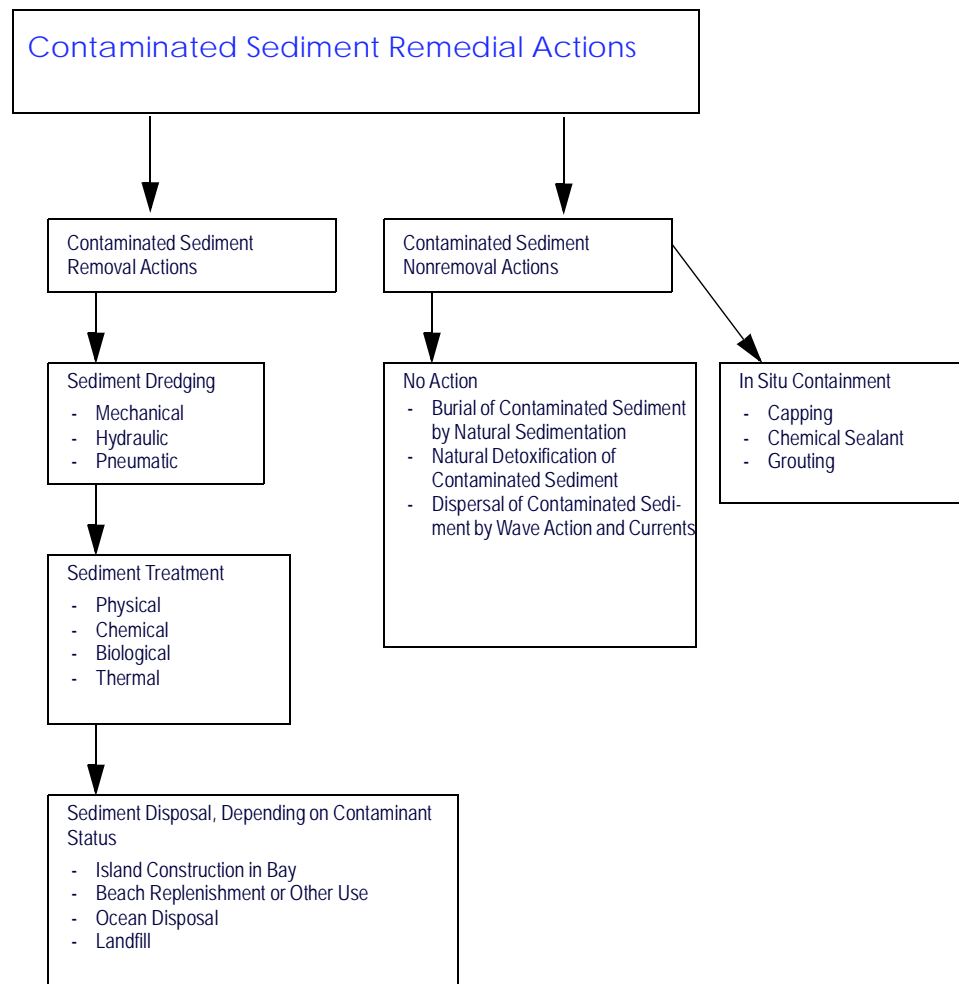 Contaminated Sediment Remedial Actions
Contaminated Sediment
Removal Actions
Contaminated Sediment
Nonremoval Actions
Sediment Dredging
- Mechanical
- Hydraulic
- Pneumatic
No Action
- Burial of Contaminated Sediment
by Natural Sedimentation
- Natural Detoxification of
Contaminated Sediment
- Dispersal of Contaminated Sedi-
ment by Wave Action and Currents
In Situ Containment
- Capping
- Chemical Sealant
- Grouting
Sediment Treatment
- Physical
- Chemical
- Biological
- Thermal
Sediment Disposal, Depending on Contaminant
Status
- Island Construction in Bay
- Beach Replenishment or Other Use
- Ocean Disposal
- Landfill